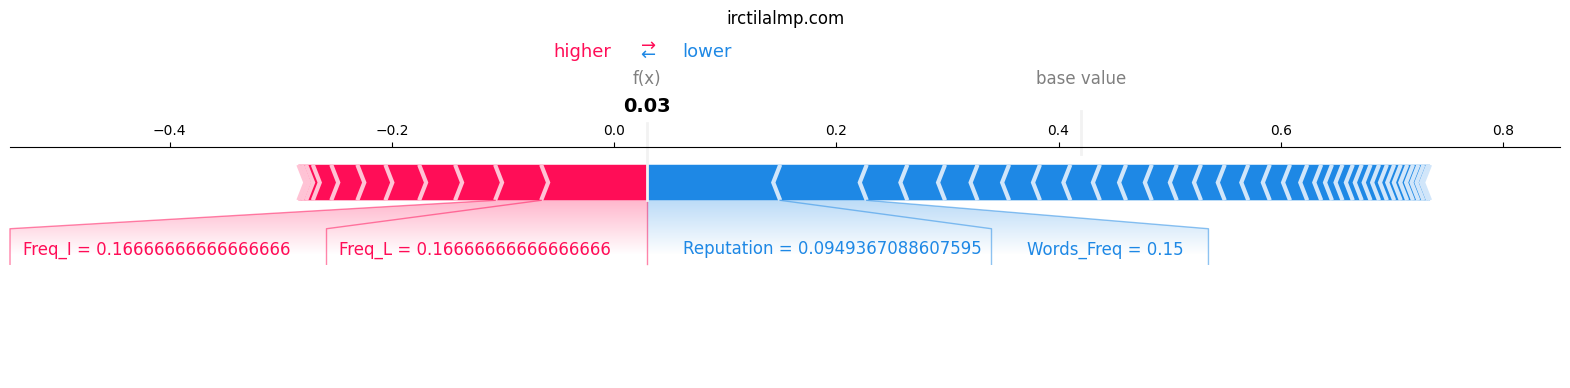 irctilalmp.com
higher → ← lower
f(x) base value
0.03
−0.4 −0.2 0.0 0.2 0.4 0.6 0.8
Freq_I = 0.16666666666666666 Freq_L = 0.16666666666666666 Reputation = 0.0949367088607595 Words_Freq = 0.15